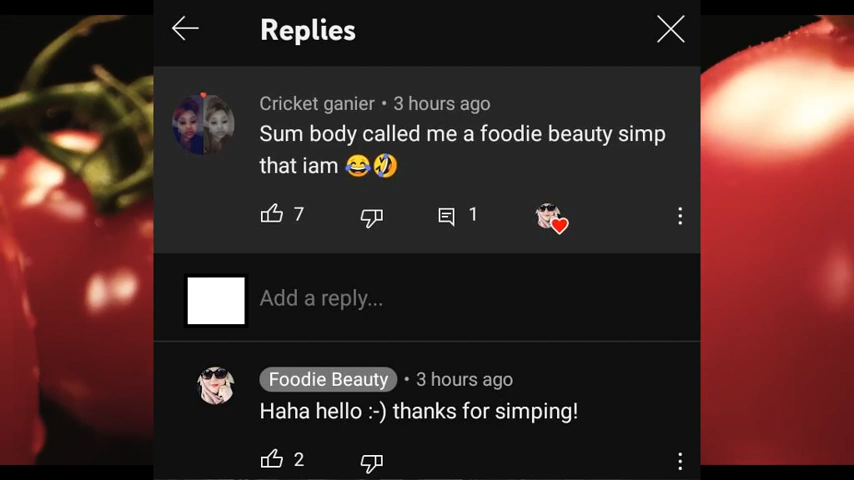 Replies
Cricket ganier • 3 hours ago
Sum body called me a foodie beauty simp
that iam 😂🤣
7
1
Add a reply...
Foodie Beauty • 3 hours ago
Haha hello :-) thanks for simping!
2